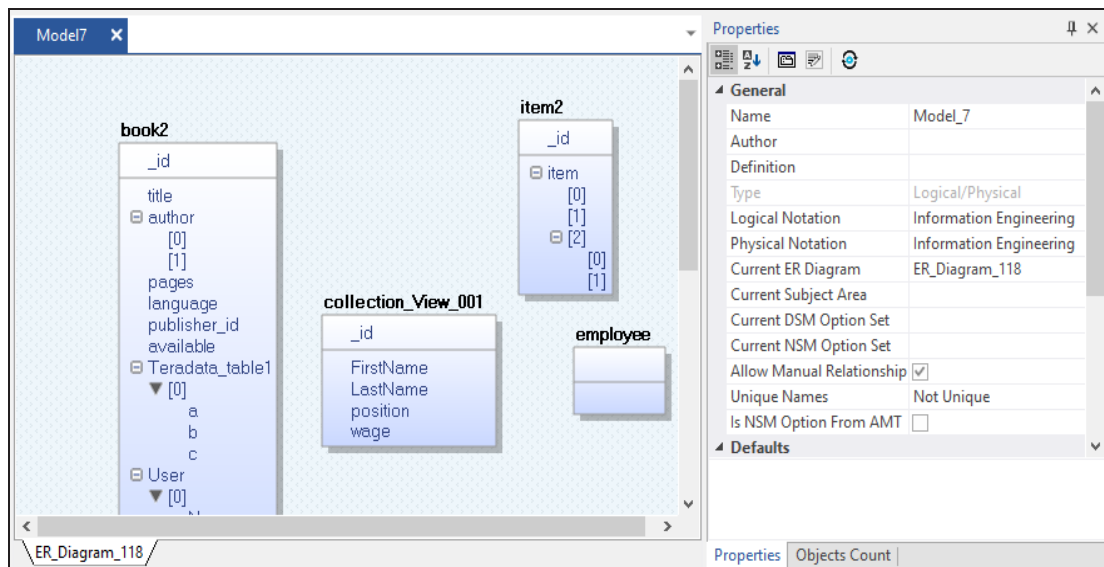 Model7
book2
_id
title
author
[0]
[1]
pages
language
publisher_id
available
Teradata_table1
[0]
a
b
c
User
[0]
collection_View_001
_id
FirstName
LastName
position
wage
item2
_id
item
[0]
[1]
[2]
[0]
[1]
employee
ER_Diagram_118
Properties
General
Name Model_7
Author
Definition
Type Logical/Physical
Logical Notation Information Engineering
Physical Notation Information Engineering
Current ER Diagram ER_Diagram_118
Current Subject Area
Current DSM Option Set
Current NSM Option Set
Allow Manual Relationship
Unique Names Not Unique
Is NSM Option From AMT
Defaults
Properties Objects Count